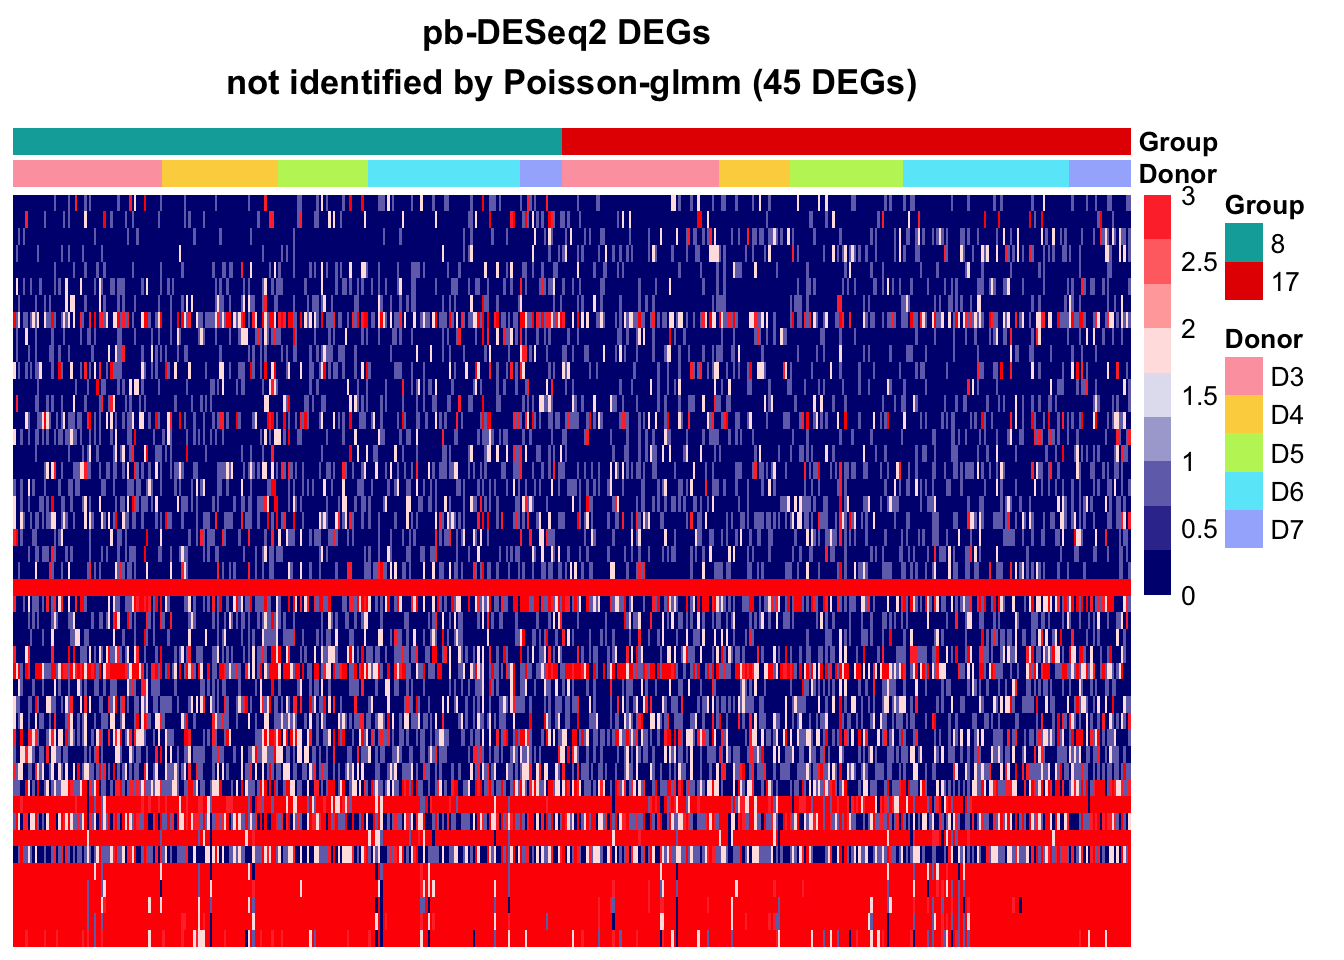 pb-DESeq2 DEGs
not identified by Poisson-glmm (45 DEGs)
Group
Donor
3
2.5
2
1.5
1
0.5
0
Group
8
17
Donor
D3
D4
D5
D6
D7